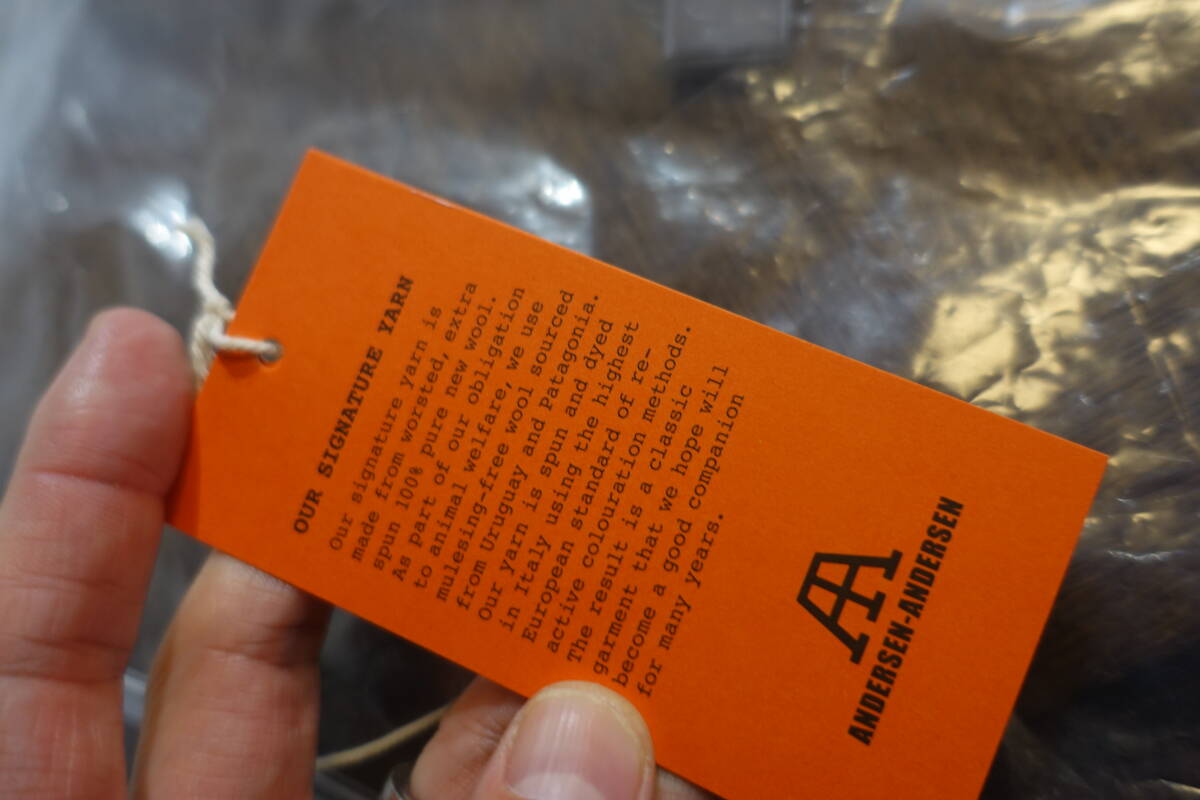 OUR SIGNATURE YARN
Our signature yarn is
made from worsted, extra
spun 100% pure new wool.
As part of our obligation
to animal welfare, we use
mulesing-free wool sourced
from Uruguay and Patagonia.
Our yarn is spun and dyed
in Italy using the highest
European standard of re-
active colouration methods.
The result is a classic
garment that we hope will
become a good companion
for many years.
AA
ANDERSEN-ANDERSEN